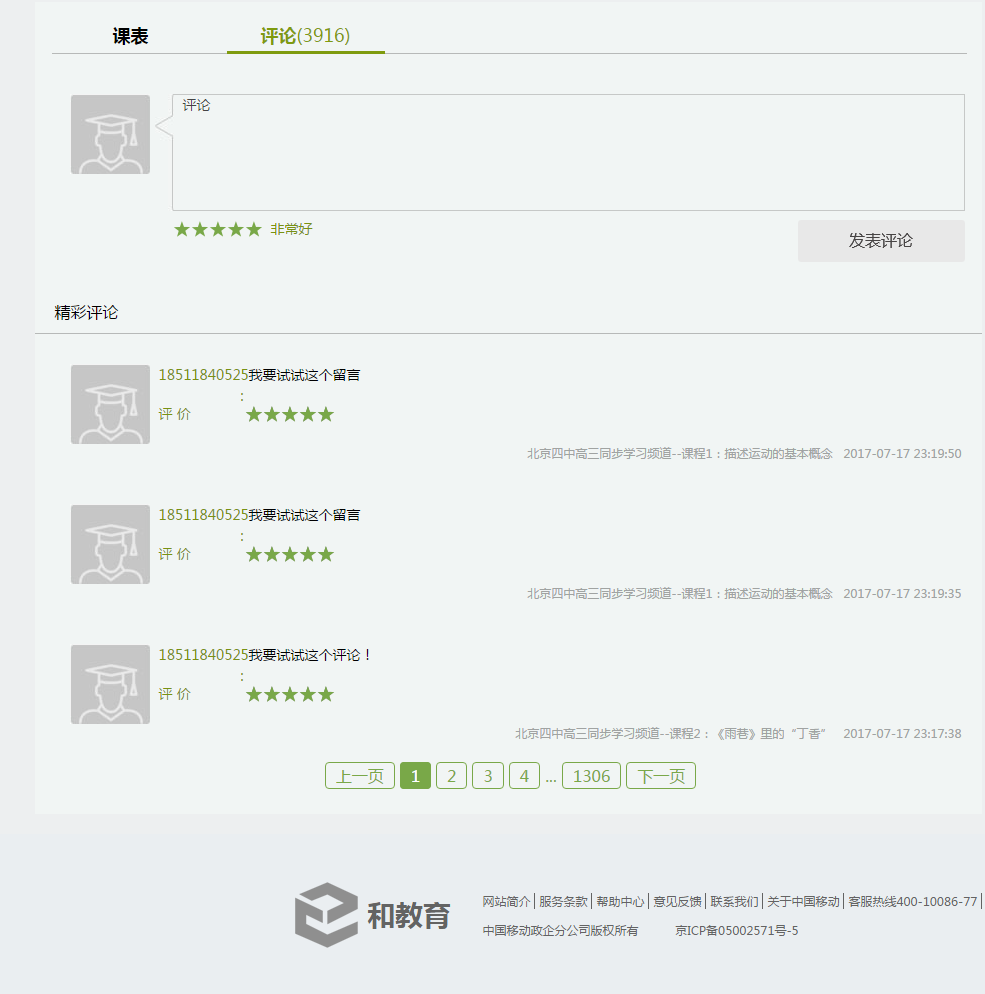 课表 评论(3916)
评论
★★★★★ 非常好
发表评论
精彩评论
18511840525我要试试这个留言
:
评 价 ★★★★★
北京四中高三同步学习频道--课程1：描述运动的基本概念 2017-07-17 23:19:50
18511840525我要试试这个留言
:
评 价 ★★★★★
北京四中高三同步学习频道--课程1：描述运动的基本概念 2017-07-17 23:19:35
18511840525我要试试这个评论！
:
评 价 ★★★★★
北京四中高三同步学习频道--课程2：《雨巷》里的“丁香” 2017-07-17 23:17:38
上一页 1 2 3 4 ... 1306 下一页
和教育
网站简介│服务条款│帮助中心│意见反馈│联系我们│关于中国移动│客服热线400-10086-77│
中国移动政企分公司版权所有 京ICP备05002571号-5